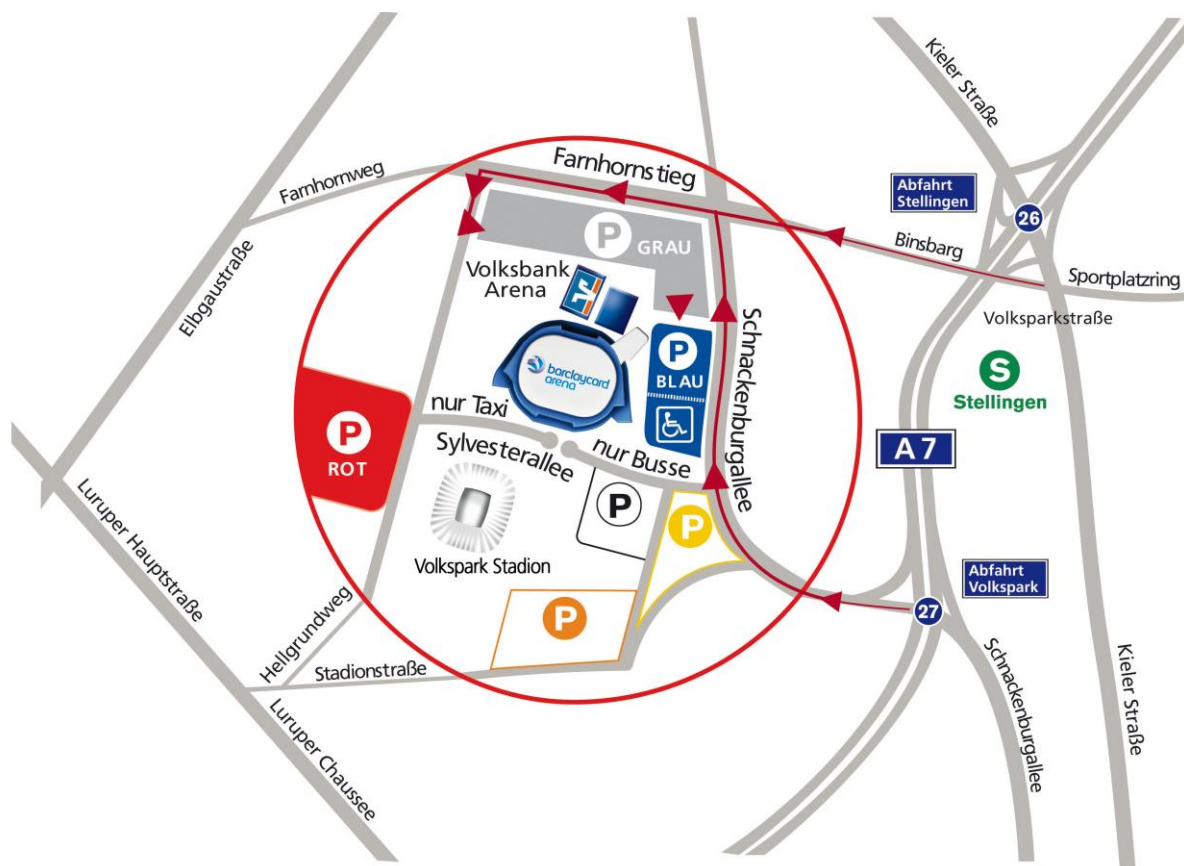 Kieler Straße
Farnhornstieg
Farnhornweg
Abfahrt
Stellingen
26
P
GRAU
Binsbarg
Sportplatzring
Volksbank
Arena
Volksparkstraße
Elbgaustraße
Schnackenburgallee
P
BLAU
barclaycard
arena
S
Stellingen
nur Taxi
P
ROT
Sylvesterallee
nur Busse
A 7
P
P
Luruper Hauptstraße
Volkspark Stadion
Abfahrt
Volkspark
27
P
Hellgrundweg
Stadionstraße
Schnackenburgallee
Kieler Straße
Luruper Chaussee